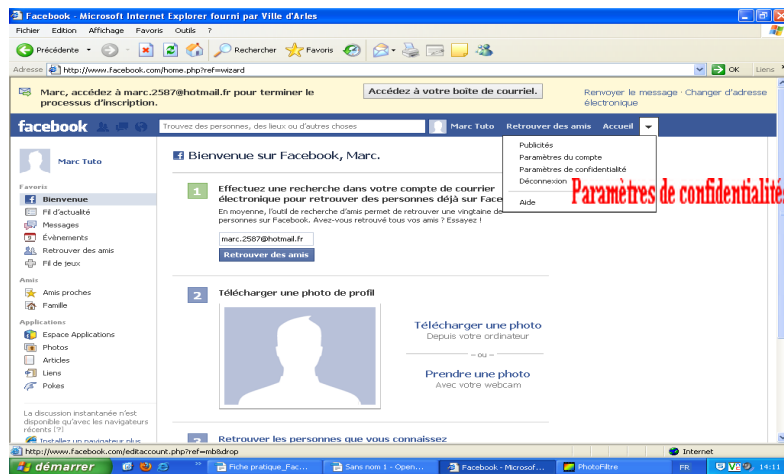 Facebook - Microsoft Internet Explorer fourni par Ville d'Arles
Fichier Edition Affichage Favoris Outils ?
Précédente Rechercher Favoris
Adresse http://www.facebook.com/home.php?ref=wizard OK Liens
Marc, accédez à marc.2587@hotmail.fr pour terminer le
processus d'inscription.
Accédez à votre boîte de courriel.
Renvoyer le message · Changer d'adresse
électronique
facebook Trouvez des personnes, des lieux ou d'autres choses Marc Tuto Retrouver des amis Accueil
Publicités
Paramètres du compte
Paramètres de confidentialité
Déconnexion
Aide
Paramètres de confidentialités
Marc Tuto
Favoris
Bienvenue
Fil d'actualité
Messages
Évènements
Retrouver des amis
Fil de jeux
Amis
Amis proches
Famille
Applications
Espace Applications
Photos
Articles
Liens
Pokes
La discussion instantanée n'est
disponible qu'avec les navigateurs
récents [?]
Installez un navigateur plus
Bienvenue sur Facebook, Marc.
1 Effectuez une recherche dans votre compte de courrier
électronique pour retrouver des personnes déjà sur Face
En moyenne, l'outil de recherche d'amis permet de retrouver une vingtaine de
personnes sur Facebook. Avez-vous retrouvé tous vos amis ? Essayez !
marc.2587@hotmail.fr
Retrouver des amis
2 Télécharger une photo de profil
Télécharger une photo
Depuis votre ordinateur
– ou –
Prendre une photo
Avec votre webcam
Retrouver les personnes que vous connaissez
http://www.facebook.com/editaccount.php?ref=mb&drop Internet
démarrer Fiche pratique_Fac... Sans nom 1 - Open... Facebook - Microsof... PhotoFiltre FR 14:11